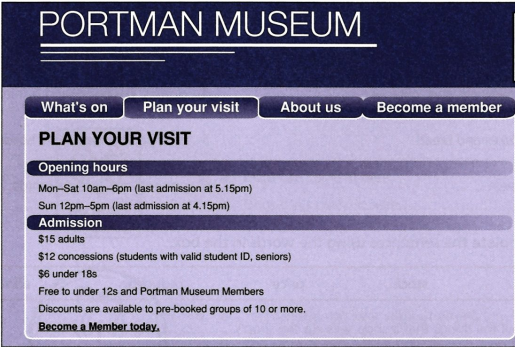 PORTMAN MUSEUM
What's on Plan your visit About us Become a member
PLAN YOUR VISIT
Opening hours
Mon–Sat 10am–6pm (last admission at 5.15pm)
Sun 12pm–5pm (last admission at 4.15pm)
Admission
$15 adults
$12 concessions (students with valid student ID, seniors)
$6 under 18s
Free to under 12s and Portman Museum Members
Discounts are available to pre-booked groups of 10 or more.
Become a Member today.